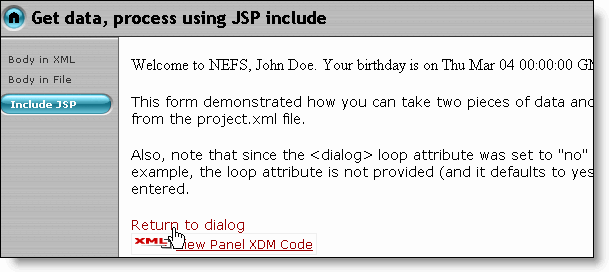 Get data, process using JSP include
Body in XML
Body in File
Include JSP
Welcome to NEFS, John Doe. Your birthday is on Thu Mar 04 00:00:00 GM
This form demonstrated how you can take two pieces of data and
from the project.xml file.
Also, note that since the <dialog> loop attribute was set to "no"
example, the loop attribute is not provided (and it defaults to yes
entered.
Return to dialog
XML View Panel XDM Code